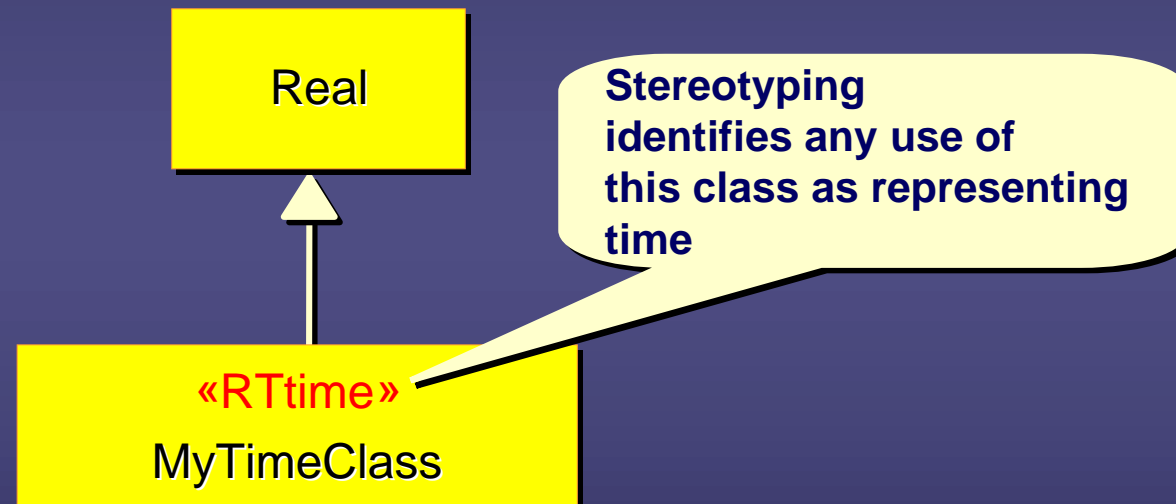 Real
Stereotyping
identifies any use of
this class as representing
time
«RTtime»
MyTimeClass